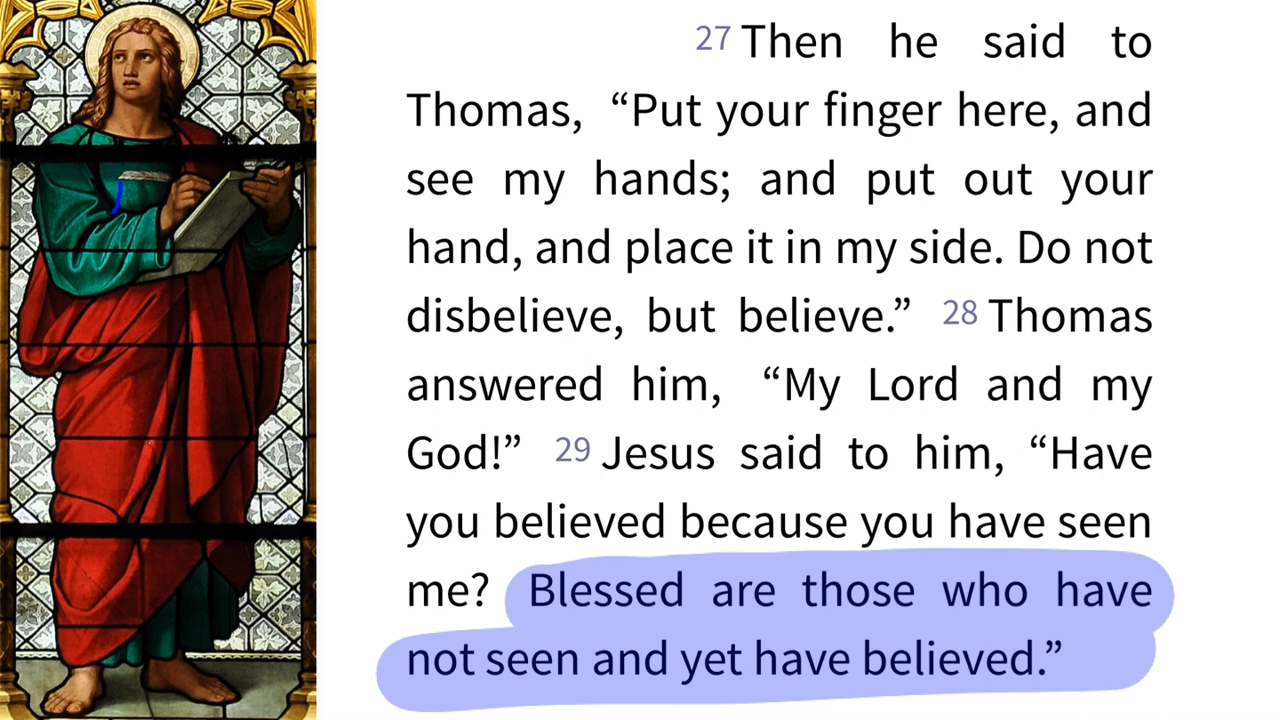 27 Then he said to
Thomas, “Put your finger here, and
see my hands; and put out your
hand, and place it in my side. Do not
disbelieve, but believe.” 28 Thomas
answered him, “My Lord and my
God!” 29 Jesus said to him, “Have
you believed because you have seen
me? Blessed are those who have
not seen and yet have believed.”